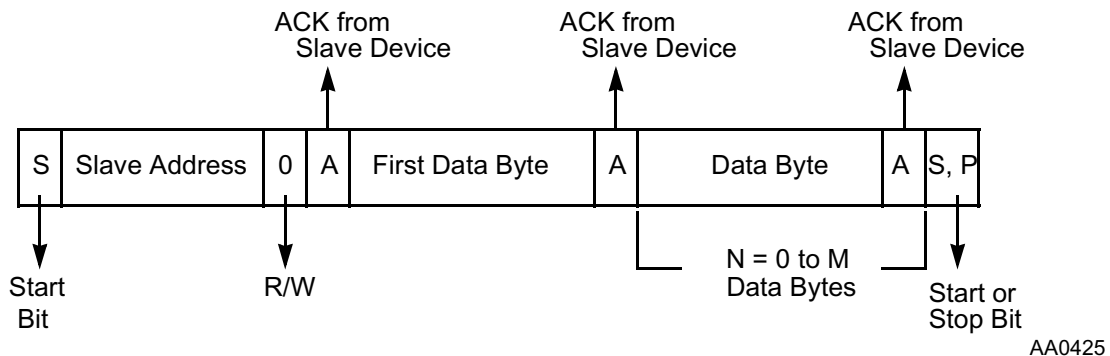 ACK from
Slave Device
ACK from
Slave Device
ACK from
Slave Device
S Slave Address 0 A First Data Byte A Data Byte A S, P
Start
Bit
R/W
N = 0 to M
Data Bytes
Start or
Stop Bit
AA0425